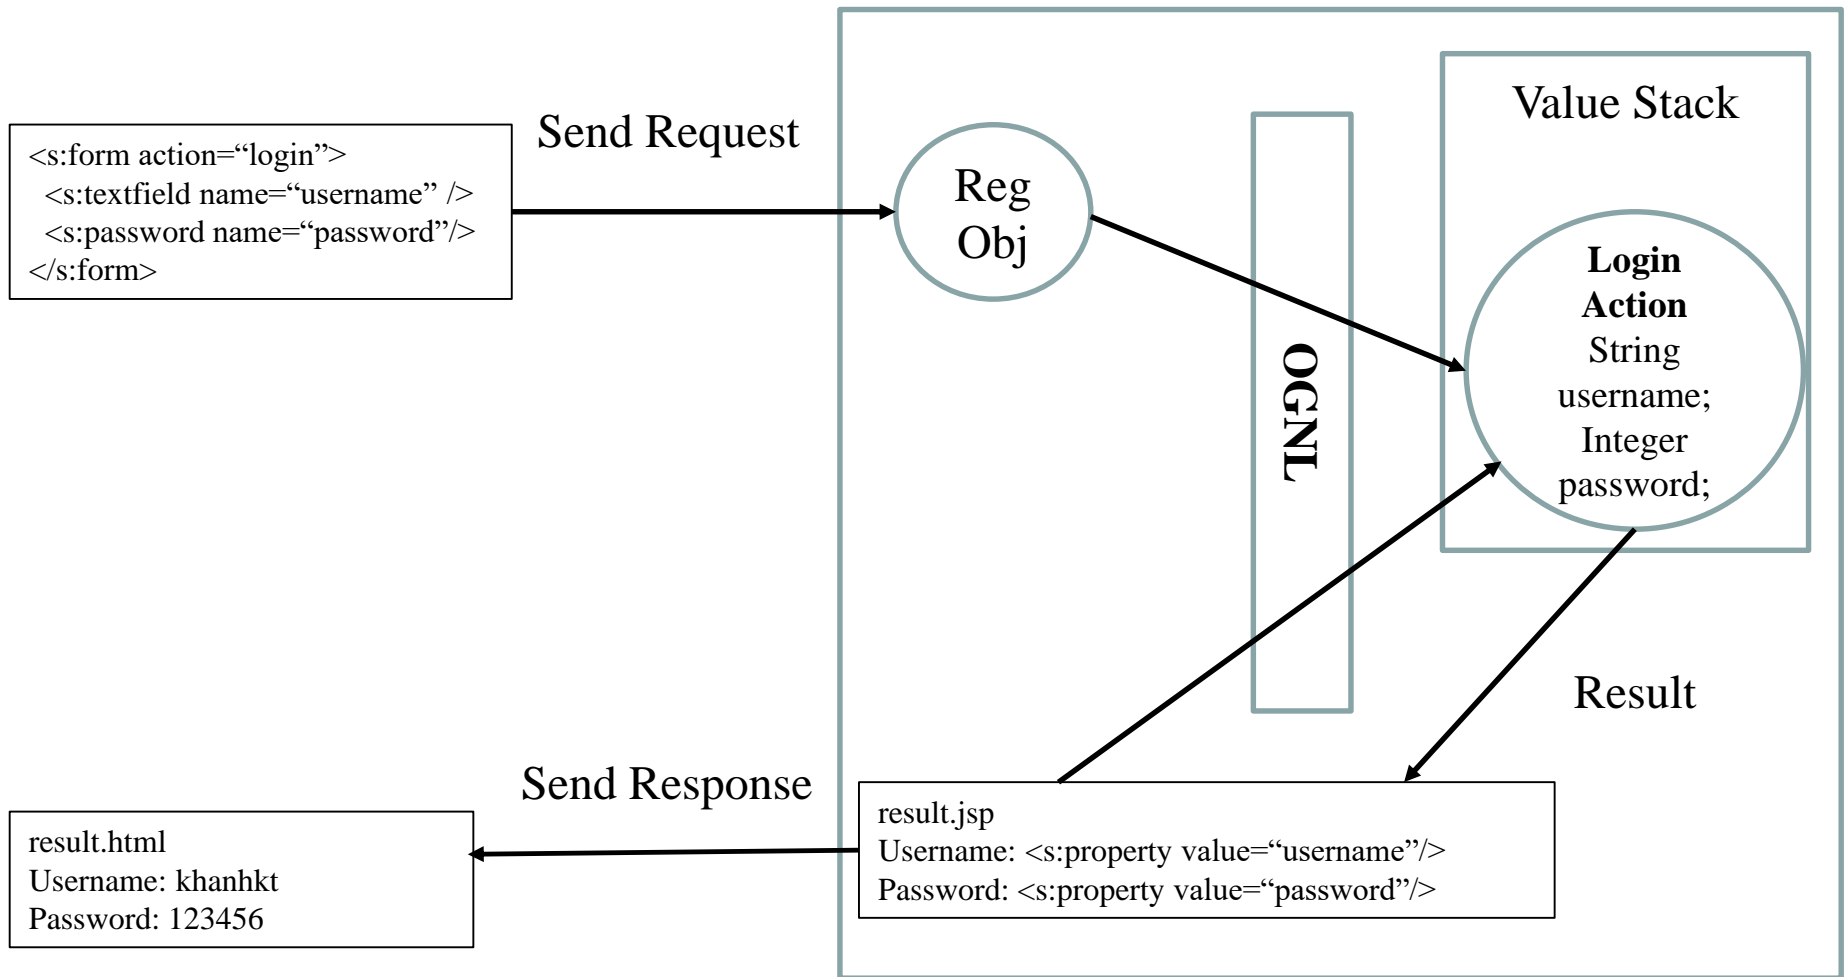 Send Request
<s:form action=“login”>
<s:textfield name=“username” />
<s:password name=“password”/>
</s:form>
Reg
Obj
OGNL
Value Stack
Login
Action
String
username;
Integer
password;
Result
Send Response
result.jsp
Username: <s:property value=“username”/>
Password: <s:property value=“password”/>
result.html
Username: khanhkt
Password: 123456